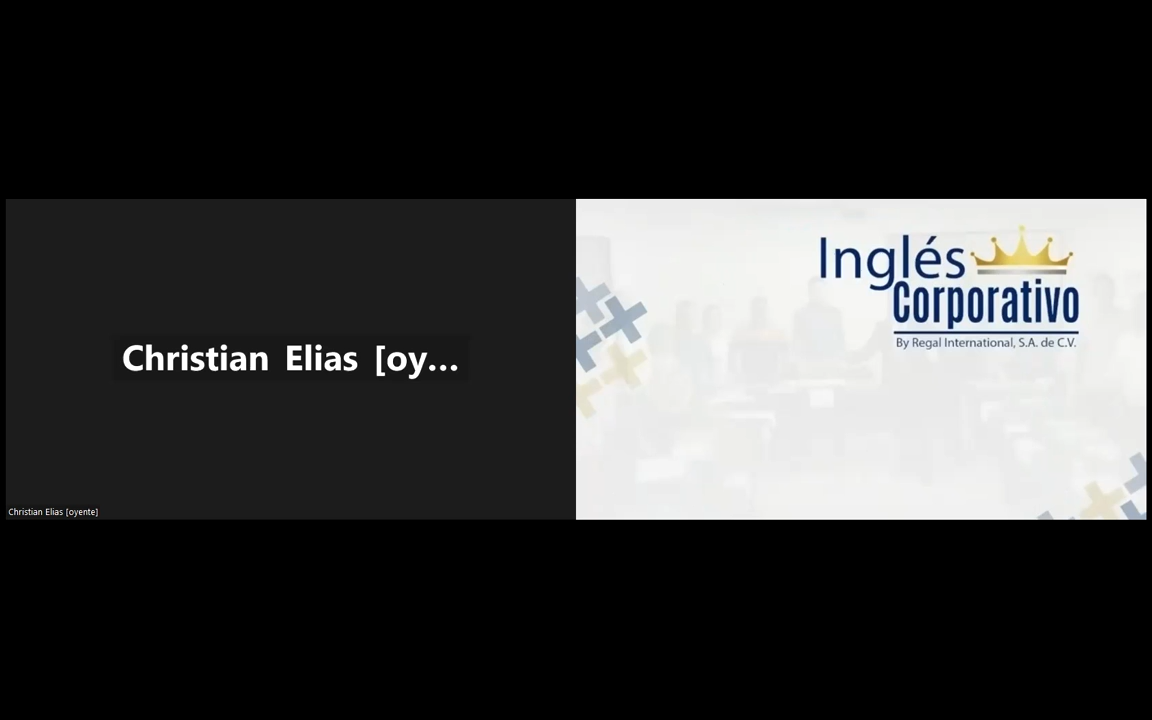 Christian Elias [oy...
Christian Elias [oyente]
Inglés
Corporativo
By Regal International, S.A. de C.V.